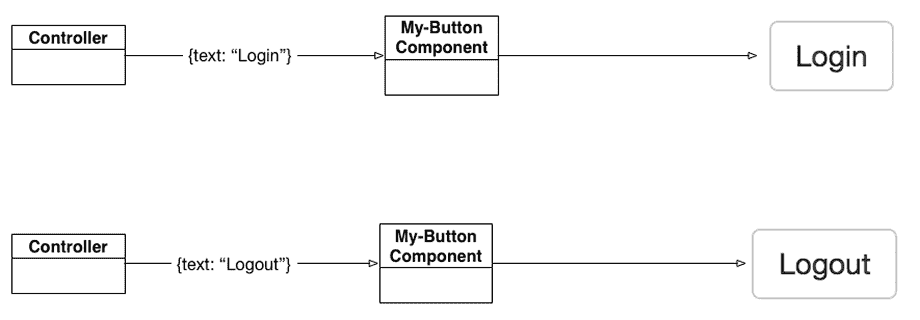 Controller
{text: “Login”}
My-Button
Component
Login
Controller
{text: “Logout”}
My-Button
Component
Logout